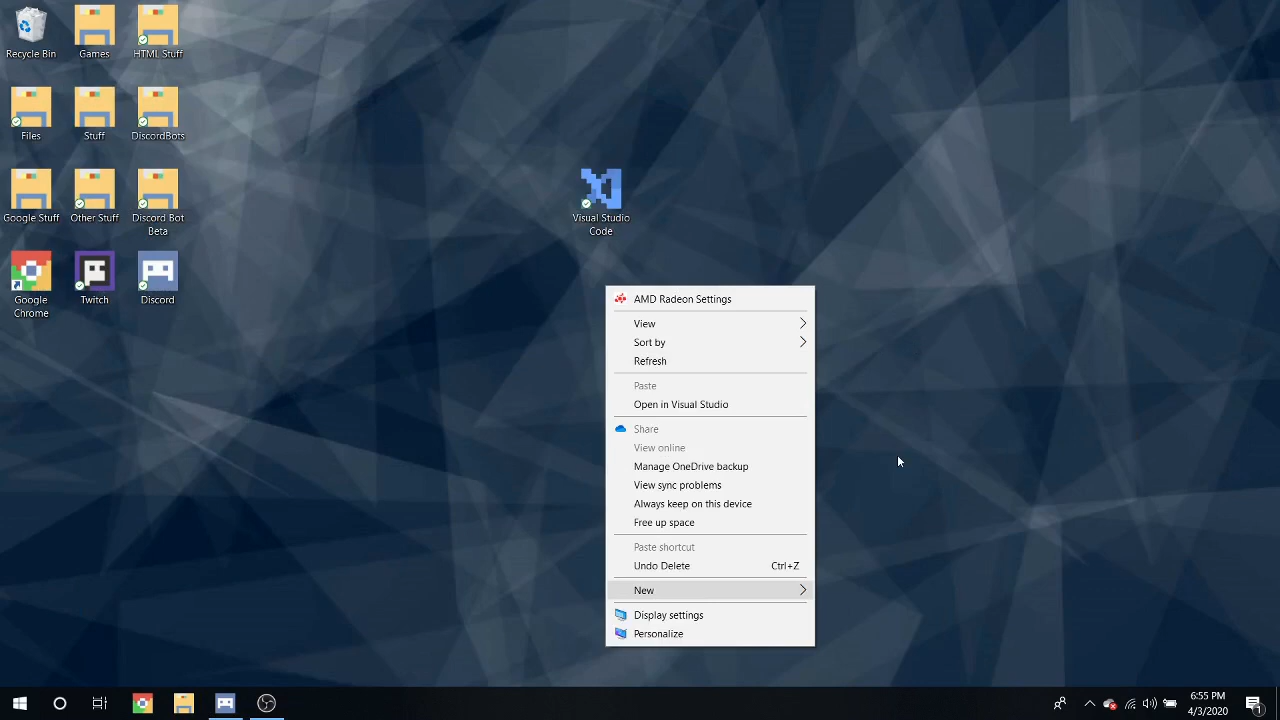 Recycle Bin
Games
HTML Stuff
Files
Stuff
DiscordBots
Google Stuff
Other Stuff
Discord Bot
Beta
Google
Chrome
Twitch
Discord
Visual Studio
Code
AMD Radeon Settings
View
Sort by
Refresh
Paste
Open in Visual Studio
Share
View online
Manage OneDrive backup
View sync problems
Always keep on this device
Free up space
Paste shortcut
Undo Delete Ctrl+Z
New
Display settings
Personalize
6:55 PM
4/3/2020
1